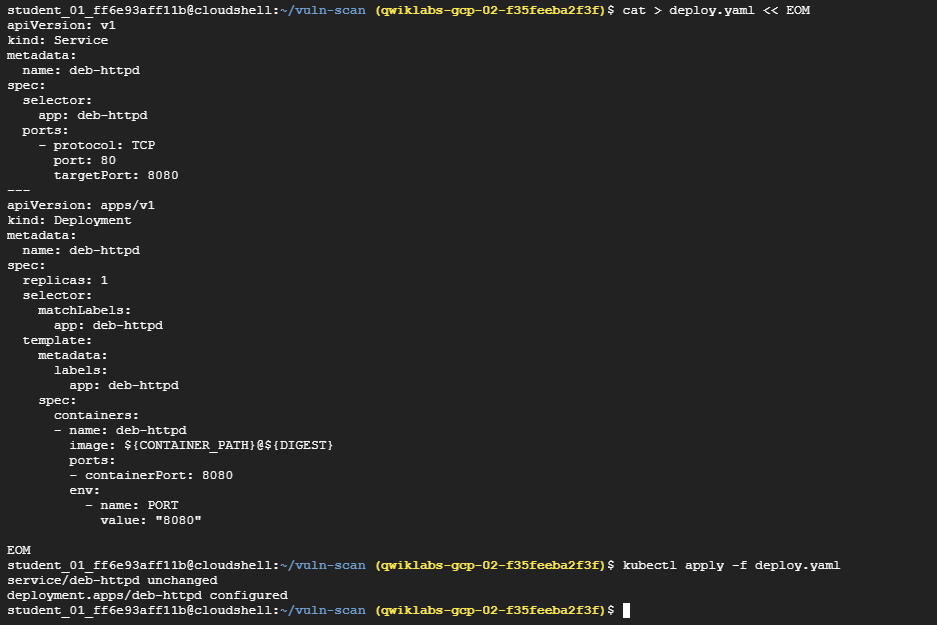 student_01_ff6e93aff11b@cloudshell:~/vuln-scan (qwiklabs-gcp-02-f35feeba2f3f)$ cat > deploy.yaml << EOM
apiVersion: v1
kind: Service
metadata:
  name: deb-httpd
spec:
  selector:
    app: deb-httpd
  ports:
    - protocol: TCP
      port: 80
      targetPort: 8080
---
apiVersion: apps/v1
kind: Deployment
metadata:
  name: deb-httpd
spec:
  replicas: 1
  selector:
    matchLabels:
      app: deb-httpd
  template:
    metadata:
      labels:
        app: deb-httpd
    spec:
      containers:
      - name: deb-httpd
        image: ${CONTAINER_PATH}@${DIGEST}
        ports:
        - containerPort: 8080
        env:
          - name: PORT
            value: "8080"

EOM
student_01_ff6e93aff11b@cloudshell:~/vuln-scan (qwiklabs-gcp-02-f35feeba2f3f)$ kubectl apply -f deploy.yaml
service/deb-httpd unchanged
deployment.apps/deb-httpd configured
student_01_ff6e93aff11b@cloudshell:~/vuln-scan (qwiklabs-gcp-02-f35feeba2f3f)$